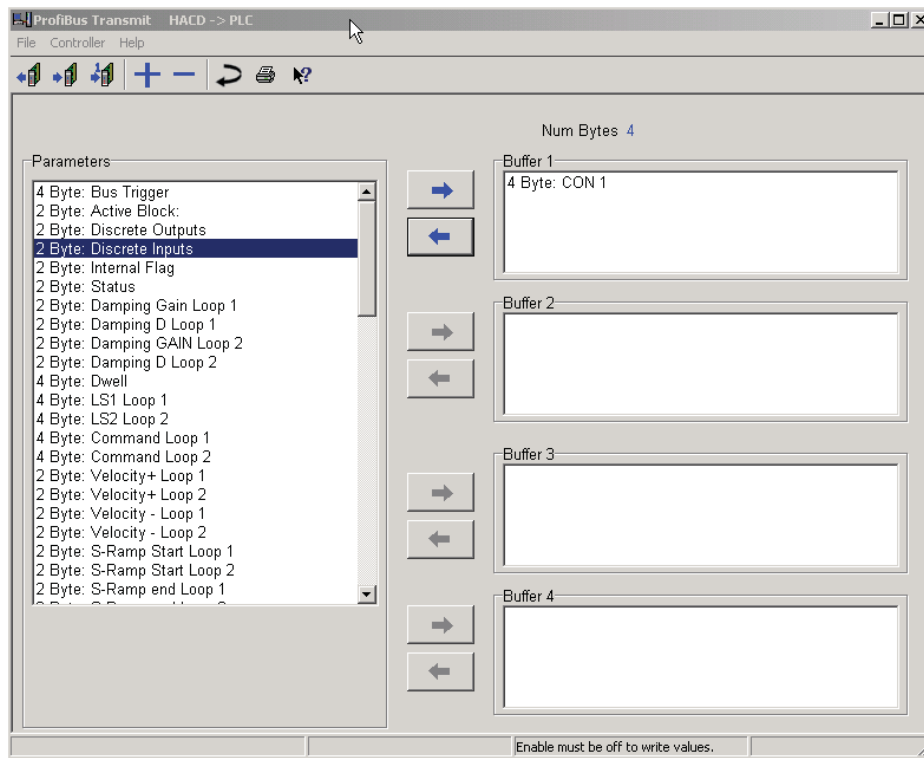 ProfiBus Transmit HACD -> PLC
File Controller Help
Num Bytes 4
Parameters
4 Byte: Bus Trigger
2 Byte: Active Block:
2 Byte: Discrete Outputs
2 Byte: Discrete Inputs
2 Byte: Internal Flag
2 Byte: Status
2 Byte: Damping Gain Loop 1
2 Byte: Damping D Loop 1
2 Byte: Damping GAIN Loop 2
2 Byte: Damping D Loop 2
4 Byte: Dwell
4 Byte: LS1 Loop 1
4 Byte: LS2 Loop 2
4 Byte: Command Loop 1
4 Byte: Command Loop 2
2 Byte: Velocity+ Loop 1
2 Byte: Velocity+ Loop 2
2 Byte: Velocity - Loop 1
2 Byte: Velocity - Loop 2
2 Byte: S-Ramp Start Loop 1
2 Byte: S-Ramp Start Loop 2
2 Byte: S-Ramp end Loop 1
Buffer 1
4 Byte: CON 1
Buffer 2
Buffer 3
Buffer 4
Enable must be off to write values.